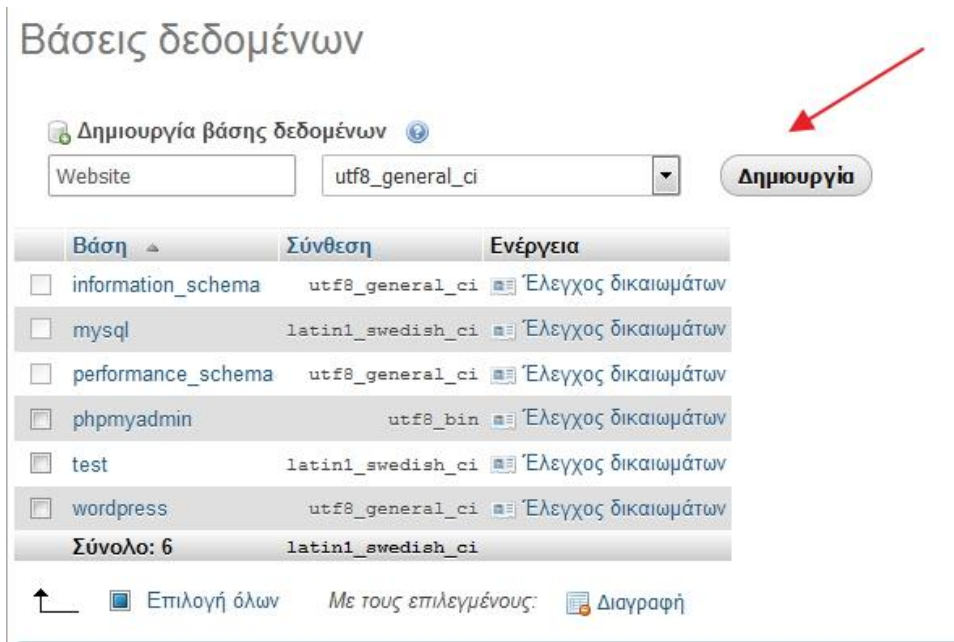 Βάσεις δεδομένων
Δημιουργία βάσης δεδομένων
Website utf8_general_ci Δημιουργία
Βάση Σύνθεση Ενέργεια
information_schema utf8_general_ci Έλεγχος δικαιωμάτων
mysql latin1_swedish_ci Έλεγχος δικαιωμάτων
performance_schema utf8_general_ci Έλεγχος δικαιωμάτων
phpmyadmin utf8_bin Έλεγχος δικαιωμάτων
test latin1_swedish_ci Έλεγχος δικαιωμάτων
wordpress utf8_general_ci Έλεγχος δικαιωμάτων
Σύνολο: 6 latin1_swedish_ci
Επιλογή όλων Με τους επιλεγμένους: Διαγραφή